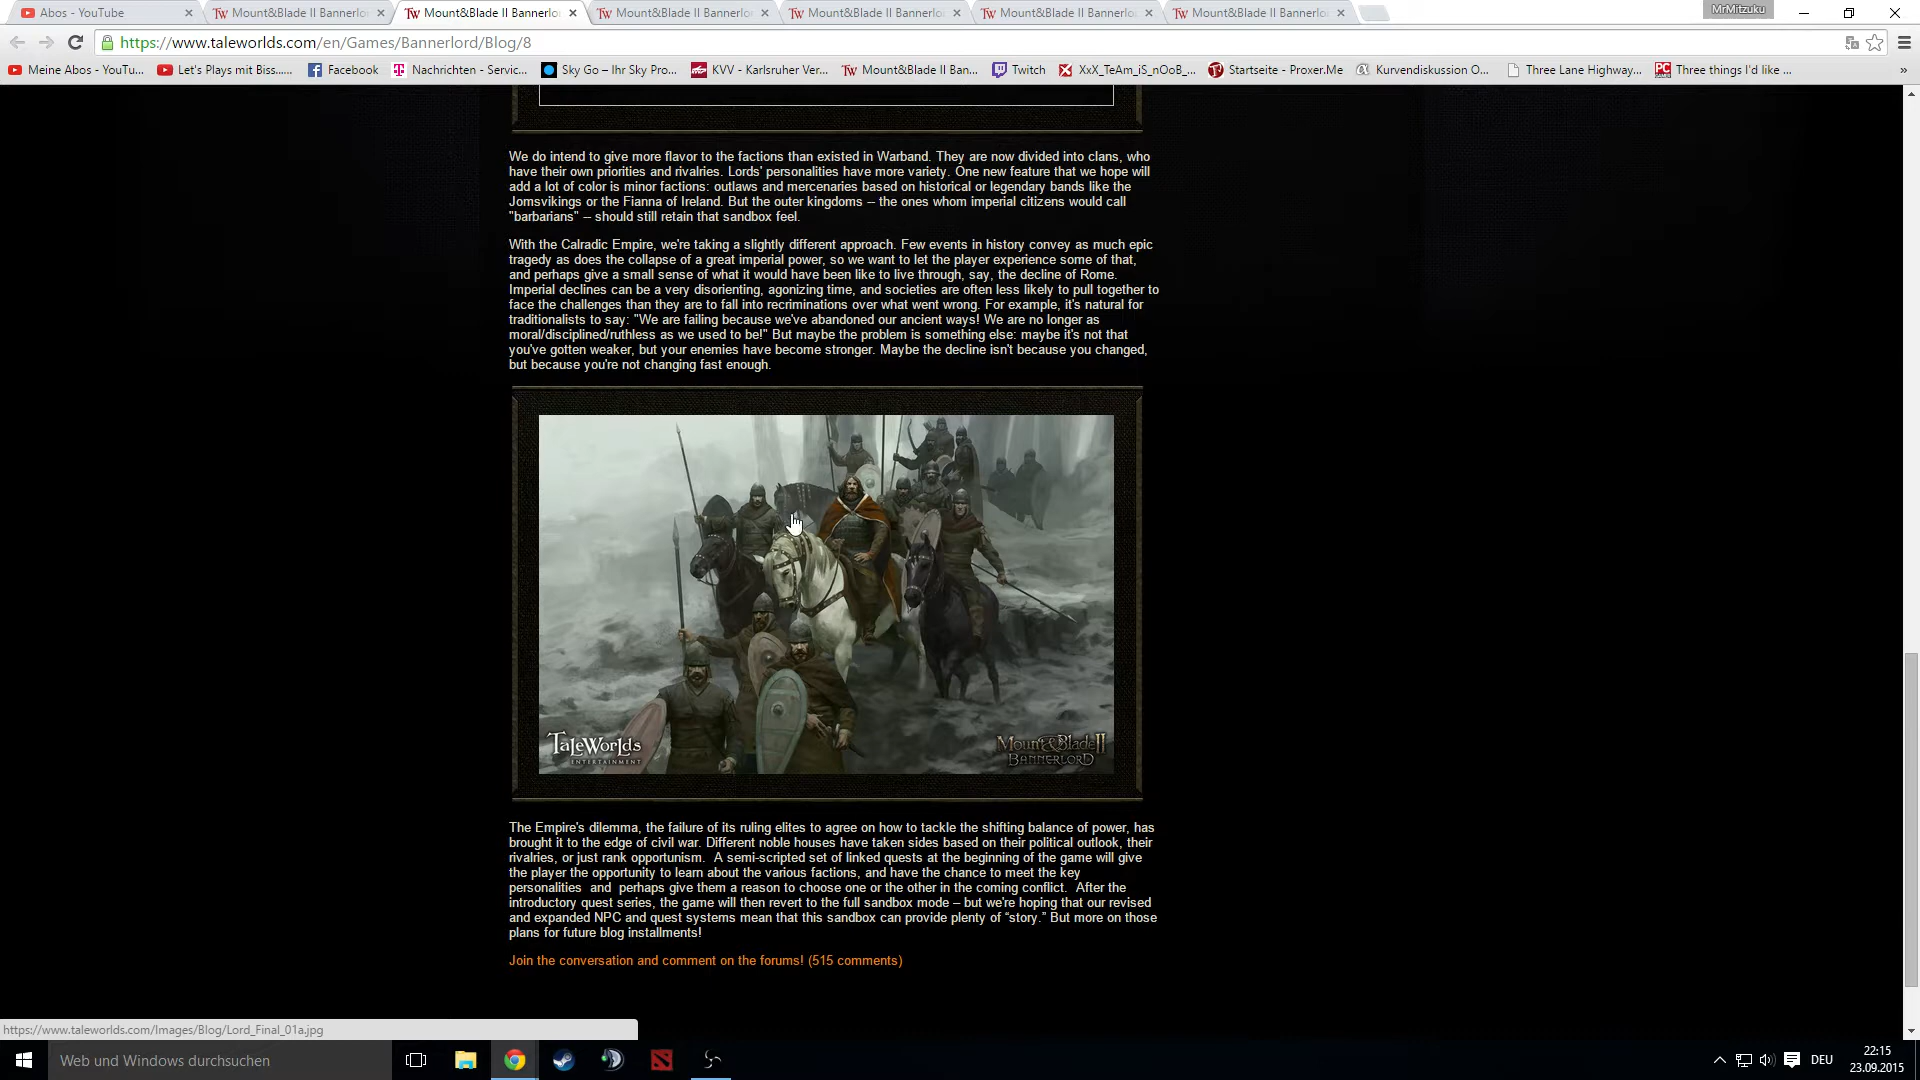 Abos - YouTube
Mount&Blade II Bannerlo
Mount&Blade II Bannerlo
Mount&Blade II Bannerlo
Mount&Blade II Bannerlo
Mount&Blade II Bannerlo
Mount&Blade II Bannerlo
MrMitzuku
https://www.taleworlds.com/en/Games/Bannerlord/Blog/8
Meine Abos - YouTu...
Let's Plays mit Biss......
Facebook
Nachrichten - Servic...
Sky Go – Ihr Sky Pro...
KVV - Karlsruher Ver...
Mount&Blade II Ban...
Twitch
XxX_TeAm_iS_nOoB_...
Startseite - Proxer.Me
Kurvendiskussion O...
Three Lane Highway...
Three things I'd like ...
»
We do intend to give more flavor to the factions than existed in Warband. They are now divided into clans, who
have their own priorities and rivalries. Lords' personalities have more variety. One new feature that we hope will
add a lot of color is minor factions: outlaws and mercenaries based on historical or legendary bands like the
Jomsvikings or the Fianna of Ireland. But the outer kingdoms – the ones whom imperial citizens would call
"barbarians" – should still retain that sandbox feel.
With the Calradic Empire, we're taking a slightly different approach. Few events in history convey as much epic
tragedy as does the collapse of a great imperial power, so we want to let the player experience some of that,
and perhaps give a small sense of what it would have been like to live through, say, the decline of Rome.
Imperial declines can be a very disorienting, agonizing time, and societies are often less likely to pull together to
face the challenges than they are to fall into recriminations over what went wrong. For example, it's natural for
traditionalists to say: "We are failing because we've abandoned our ancient ways! We are no longer as
moral/disciplined/ruthless as we used to be!" But maybe the problem is something else: maybe it's not that
you've gotten weaker, but your enemies have become stronger. Maybe the decline isn't because you changed,
but because you're not changing fast enough.
TaleWorlds
ENTERTAINMENT
Mount&Blade II
BANNERLORD
The Empire's dilemma, the failure of its ruling elites to agree on how to tackle the shifting balance of power, has
brought it to the edge of civil war. Different noble houses have taken sides based on their political outlook, their
rivalries, or just rank opportunism.  A semi-scripted set of linked quests at the beginning of the game will give
the player the opportunity to learn about the various factions, and have the chance to meet the key
personalities  and  perhaps give them a reason to choose one or the other in the coming conflict.  After the
introductory quest series, the game will then revert to the full sandbox mode – but we're hoping that our revised
and expanded NPC and quest systems mean that this sandbox can provide plenty of “story.” But more on those
plans for future blog installments!
Join the conversation and comment on the forums! (515 comments)
https://www.taleworlds.com/Images/Blog/Lord_Final_01a.jpg
Web und Windows durchsuchen
DEU
22:15
23.09.2015